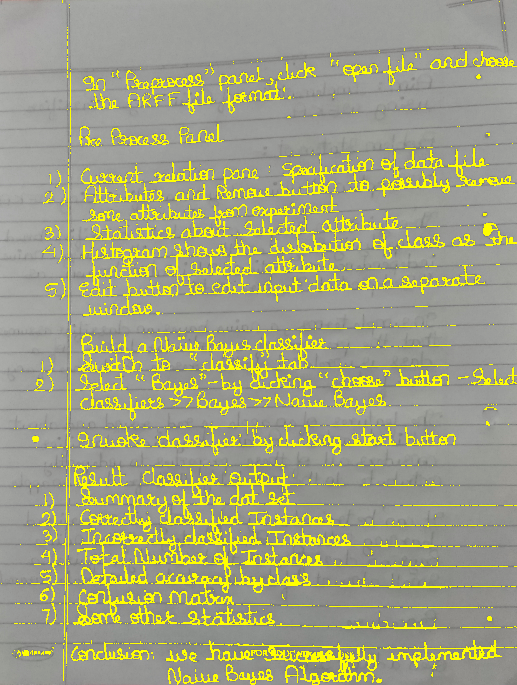 In "Preprocess" panel, click "open file" and choose
the ARFF file format.
Pre Process Panel
1) Current relation pane: Specification of data file
2) Attributes and Remove button to possibly remove
some attributes from experiment
3) Statistics about selected attribute
4) Histogram shows the distribution of class as the
function of selected attribute.
5) Edit button to edit input data on a separate
window.
Build a Naive Bayes classifier
1) Switch to "classify" tab
2) Select "Bayes" - by clicking "choose" button - Select
classifiers ->> Bayes ->> Naive Bayes.
Invoke classifier by clicking start button
Result classifier output
1) Summary of the dat set
2) Correctly classified Instances
3) Incorrectly classified Instances
4) Total Number of Instances
5) Detailed accuracy by class
6) Confusion Matrix
7) Some other Statistics.
Conclusion: we have successfully implemented
Naive Bayes Algorithm.